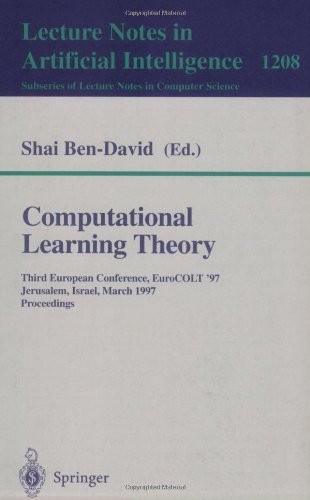 Lecture Notes in
Artificial Intelligence 1208
Subseries of Lecture Notes in Computer Science
Shai Ben-David (Ed.)
Computational
Learning Theory
Third European Conference, EuroCOLT '97
Jerusalem, Israel, March 1997
Proceedings
Springer